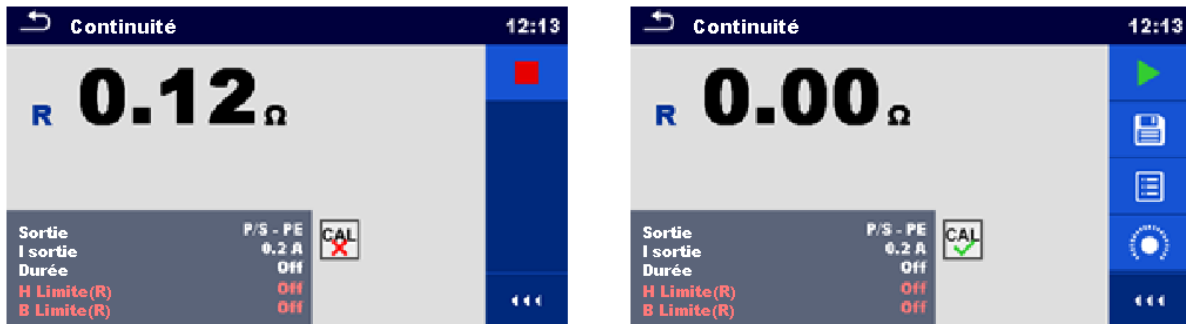 Continuité 12:13
R 0.12 Ω
Sortie P/S - PE
I sortie 0.2 A
Durée Off
H Limite(R) Off
B Limite(R) Off
CAL
Continuité 12:13
R 0.00 Ω
Sortie P/S - PE
I sortie 0.2 A
Durée Off
H Limite(R) Off
B Limite(R) Off
CAL